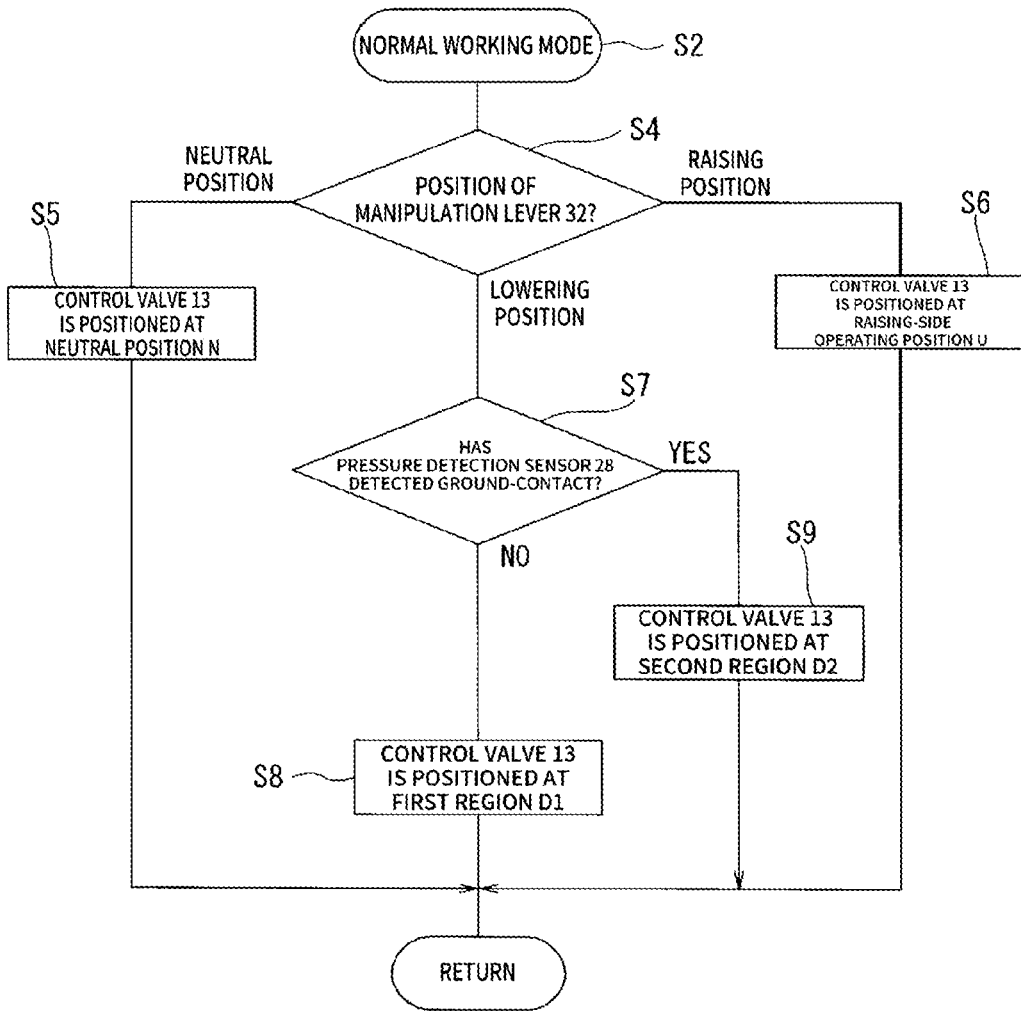 NORMAL WORKING MODE
S2
S4
POSITION OF
MANIPULATION LEVER 32?
NEUTRAL
POSITION
RAISING
POSITION
LOWERING
POSITION
S5
CONTROL VALVE 13
IS POSITIONED AT
NEUTRAL POSITION N
S6
CONTROL VALVE 13
IS POSITIONED AT
RAISING-SIDE
OPERATING POSITION U
S7
HAS
PRESSURE DETECTION SENSOR 28
DETECTED GROUND-CONTACT?
YES
NO
S9
CONTROL VALVE 13
IS POSITIONED AT
SECOND REGION D2
S8
CONTROL VALVE 13
IS POSITIONED AT
FIRST REGION D1
RETURN